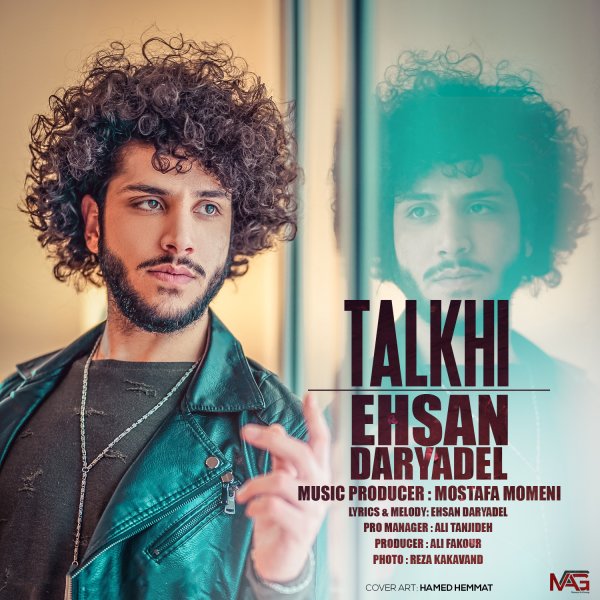 TALKHI
EHSAN
DARYADEL
MUSIC PRODUCER : MOSTAFA MOMENI
LYRICS & MELODY: EHSAN DARYADEL
PRO MANAGER : ALI TANJIDEH
PRODUCER : ALI FAKOUR
PHOTO : REZA KAKAVAND
COVER ART: HAMED HEMMAT
MAG